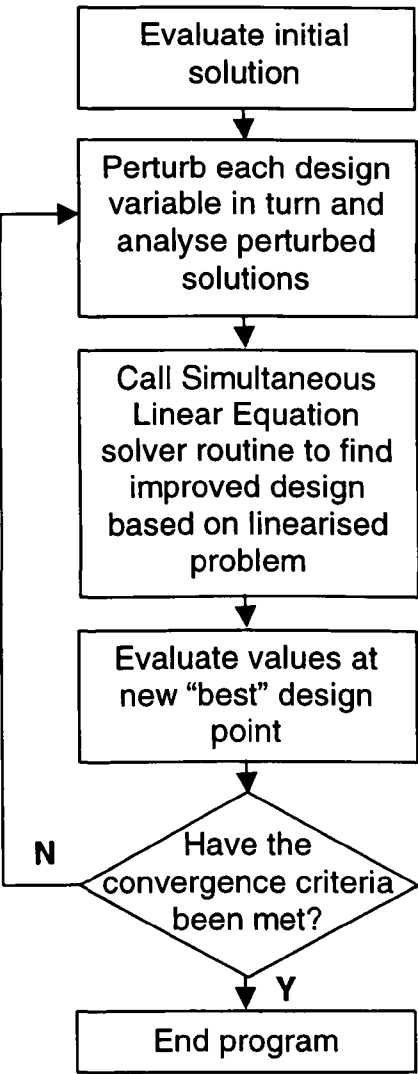 Evaluate initial
solution
Perturb each design
variable in turn and
analyse perturbed
solutions
Call Simultaneous
Linear Equation
solver routine to find
improved design
based on linearised
problem
Evaluate values at
new “best” design
point
N
Have the
convergence criteria
been met?
Y
End program